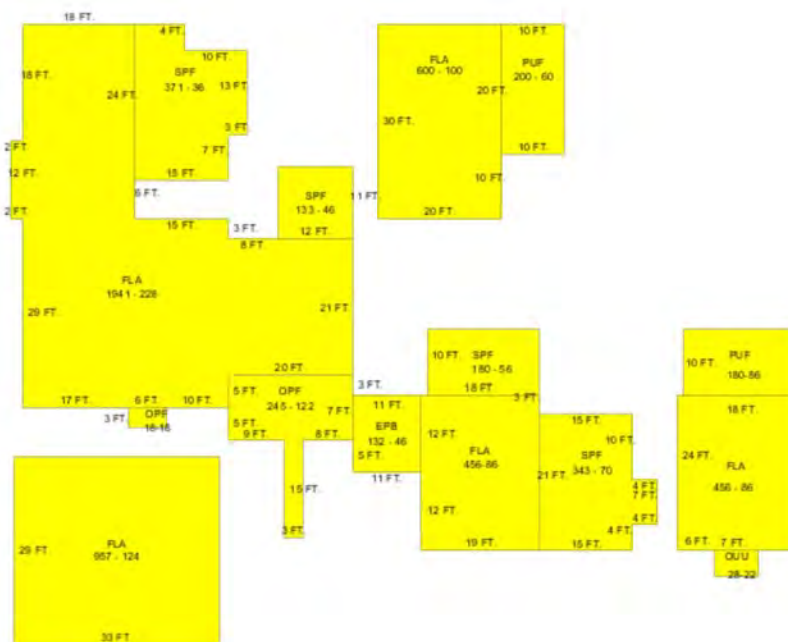 18 FT.
4 FT.
10 FT.
SPF
371 - 36
13 FT.
18 FT.
24 FT.
3 FT.
7 FT.
15 FT.
2 FT.
12 FT.
2 FT.
6 FT.
15 FT.
3 FT.
8 FT.
SPF
133 - 46
12 FT.
11 FT.
FLA
1941 - 228
29 FT.
21 FT.
20 FT.
17 FT.
6 FT.
10 FT.
3 FT.
OPF
18-18
5 FT.
OPF
245 - 122
7 FT.
5 FT.
9 FT.
8 FT.
15 FT.
3 FT.
FLA
600 - 100
30 FT.
20 FT.
10 FT.
20 FT.
10 FT.
PUF
200 - 60
10 FT.
3 FT.
11 FT.
EPB
132 - 46
5 FT.
11 FT.
10 FT.
SPF
180 - 56
18 FT.
3 FT.
12 FT.
FLA
456-86
12 FT.
19 FT.
15 FT.
10 FT.
SPF
343 - 70
21 FT.
4 FT.
7 FT.
4 FT.
4 FT.
15 FT.
10 FT.
PUF
180-86
18 FT.
24 FT.
FLA
456 - 86
6 FT.
7 FT.
OUU
28-22
FLA
957 - 124
29 FT.
33 FT.